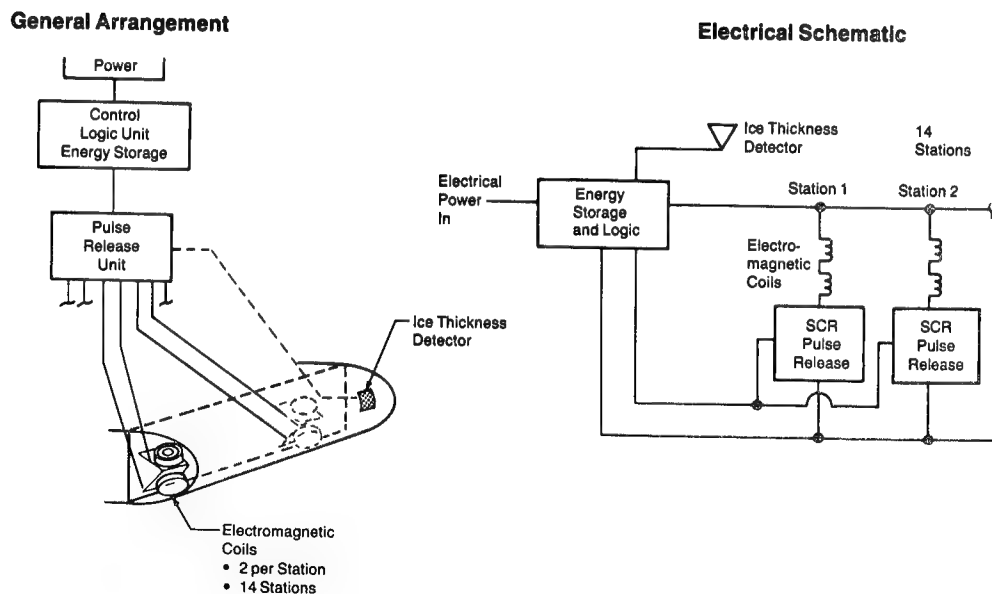 General Arrangement
Power
Control
Logic Unit
Energy Storage
Pulse
Release
Unit
Ice Thickness
Detector
Electromagnetic
Coils
• 2 per Station
• 14 Stations
Electrical Schematic
Ice Thickness
Detector
14
Stations
Electrical
Power
In
Energy
Storage
and Logic
Station 1
Station 2
Electro-
magnetic
Coils
SCR
Pulse
Release
SCR
Pulse
Release